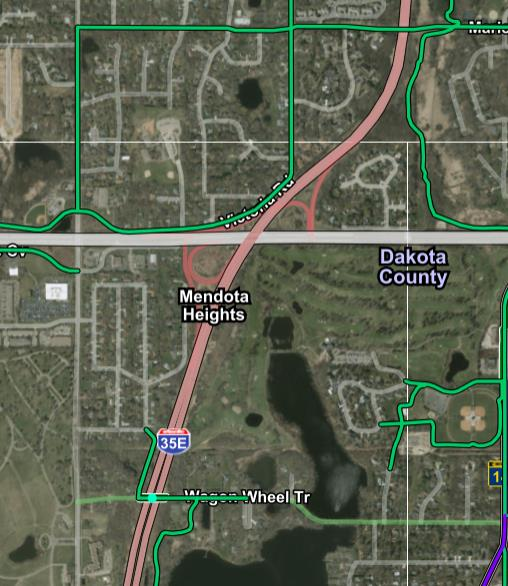 Victoria Rd
Dakota
County
Mendota
Heights
35E
Wagon Wheel Tr